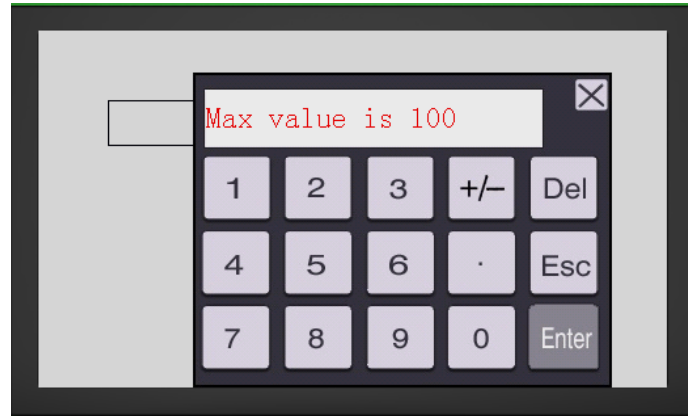 Max value is 100
1 2 3 +/- Del
4 5 6 . Esc
7 8 9 0 Enter